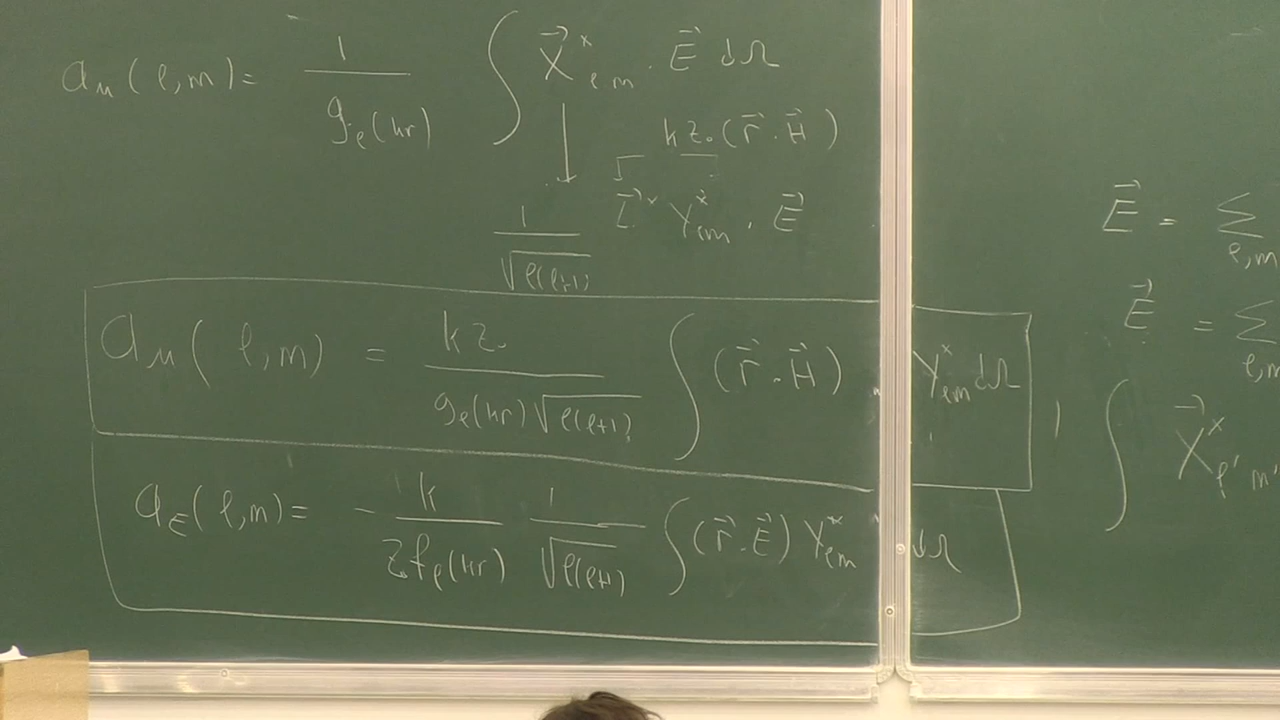 a_M(ℓ,m) = 1/g_ℓ(kr) ∫ X⃗*_ℓm · E⃗ dΩ
kZ₀(r⃗·H⃗)
1/√ℓ(ℓ+1) L⃗* Y*_ℓm · E⃗
a_M(ℓ,m) = kZ₀/g_ℓ(kr)√ℓ(ℓ+1) ∫ (r⃗·H⃗) · Y*_ℓm dΩ
a_E(ℓ,m) = - k/Z₀f_ℓ(kr) 1/√ℓ(ℓ+1) ∫ (r⃗·E⃗) Y*_ℓm dΩ
E⃗ = Σ_ℓ,m
E⃗ = Σ_ℓ,m
∫ X⃗*_ℓ'm'